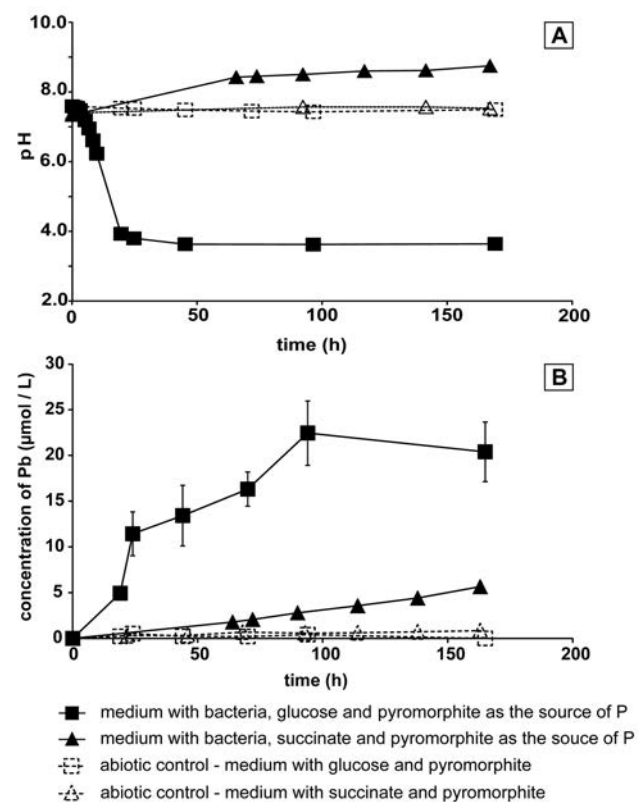 A
10.0
8.0
6.0
4.0
2.0
pH
0
50
100
150
200
time (h)
B
30
25
20
15
10
5
0
concentration of Pb (µmol / L)
0
50
100
150
200
time (h)
medium with bacteria, glucose and pyromorphite as the source of P
medium with bacteria, succinate and pyromorphite as the souce of P
abiotic control - medium with glucose and pyromorphite
abiotic control - medium with succinate and pyromorphite